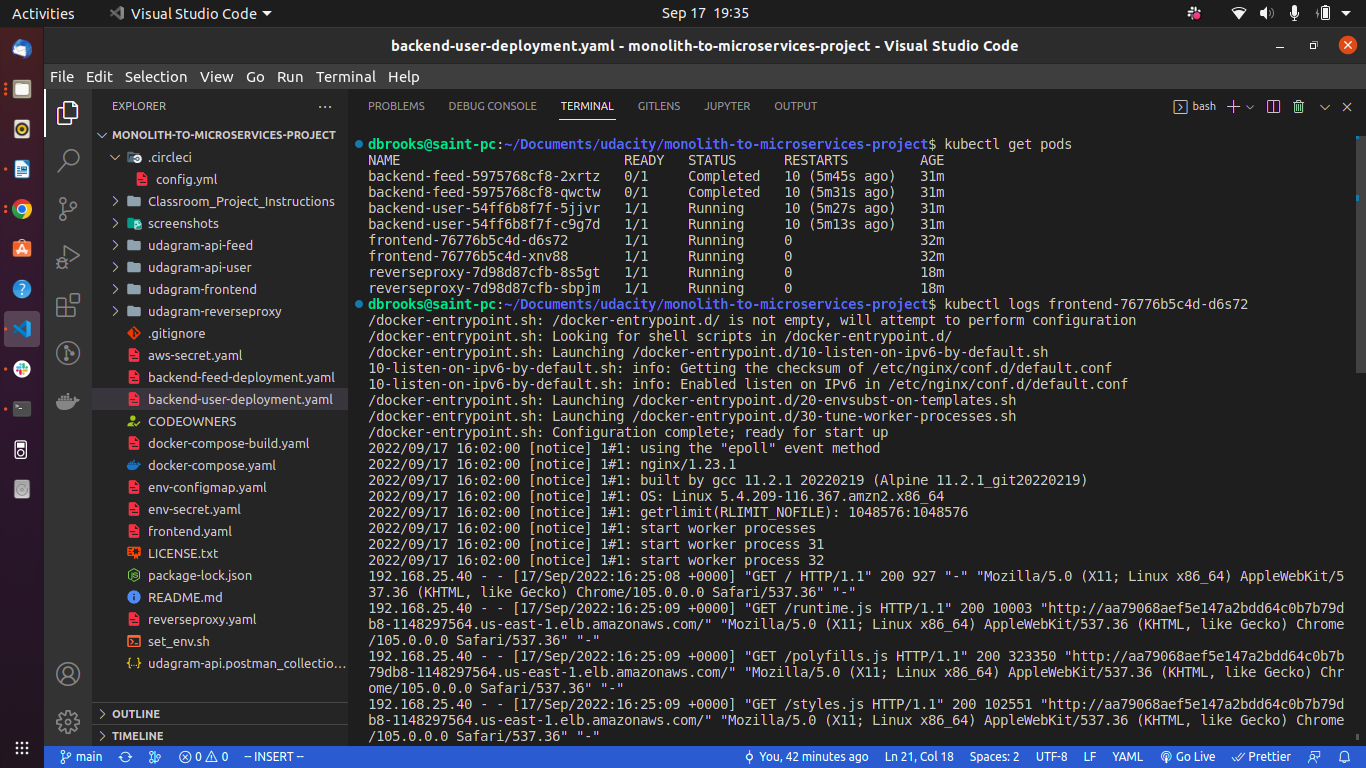 Activities Visual Studio Code Sep 17 19:35
backend-user-deployment.yaml - monolith-to-microservices-project - Visual Studio Code
File Edit Selection View Go Run Terminal Help
EXPLORER
MONOLITH-TO-MICROSERVICES-PROJECT
.circleci
config.yml
Classroom_Project_Instructions
screenshots
udagram-api-feed
udagram-api-user
udagram-frontend
udagram-reverseproxy
.gitignore
aws-secret.yaml
backend-feed-deployment.yaml
backend-user-deployment.yaml
CODEOWNERS
docker-compose-build.yaml
docker-compose.yaml
env-configmap.yaml
env-secret.yaml
frontend.yaml
LICENSE.txt
package-lock.json
README.md
reverseproxy.yaml
set_env.sh
udagram-api.postman_collectio...
OUTLINE
TIMELINE
PROBLEMS DEBUG CONSOLE TERMINAL GITLENS JUPYTER OUTPUT bash
dbrooks@saint-pc:~/Documents/udacity/monolith-to-microservices-project$ kubectl get pods
NAME READY STATUS RESTARTS AGE
backend-feed-5975768cf8-2xrtz 0/1 Completed 10 (5m45s ago) 31m
backend-feed-5975768cf8-qwctw 0/1 Completed 10 (5m31s ago) 31m
backend-user-54ff6b8f7f-5jjvr 1/1 Running 10 (5m27s ago) 31m
backend-user-54ff6b8f7f-c9g7d 1/1 Running 10 (5m13s ago) 31m
frontend-76776b5c4d-d6s72 1/1 Running 0 32m
frontend-76776b5c4d-xnv88 1/1 Running 0 32m
reverseproxy-7d98d87cfb-8s5gt 1/1 Running 0 18m
reverseproxy-7d98d87cfb-sbpjm 1/1 Running 0 18m
dbrooks@saint-pc:~/Documents/udacity/monolith-to-microservices-project$ kubectl logs frontend-76776b5c4d-d6s72
/docker-entrypoint.sh: /docker-entrypoint.d/ is not empty, will attempt to perform configuration
/docker-entrypoint.sh: Looking for shell scripts in /docker-entrypoint.d/
/docker-entrypoint.sh: Launching /docker-entrypoint.d/10-listen-on-ipv6-by-default.sh
10-listen-on-ipv6-by-default.sh: info: Getting the checksum of /etc/nginx/conf.d/default.conf
10-listen-on-ipv6-by-default.sh: info: Enabled listen on IPv6 in /etc/nginx/conf.d/default.conf
/docker-entrypoint.sh: Launching /docker-entrypoint.d/20-envsubst-on-templates.sh
/docker-entrypoint.sh: Launching /docker-entrypoint.d/30-tune-worker-processes.sh
/docker-entrypoint.sh: Configuration complete; ready for start up
2022/09/17 16:02:00 [notice] 1#1: using the "epoll" event method
2022/09/17 16:02:00 [notice] 1#1: nginx/1.23.1
2022/09/17 16:02:00 [notice] 1#1: built by gcc 11.2.1 20220219 (Alpine 11.2.1_git20220219)
2022/09/17 16:02:00 [notice] 1#1: OS: Linux 5.4.209-116.367.amzn2.x86_64
2022/09/17 16:02:00 [notice] 1#1: getrlimit(RLIMIT_NOFILE): 1048576:1048576
2022/09/17 16:02:00 [notice] 1#1: start worker processes
2022/09/17 16:02:00 [notice] 1#1: start worker process 31
2022/09/17 16:02:00 [notice] 1#1: start worker process 32
192.168.25.40 - - [17/Sep/2022:16:25:08 +0000] "GET / HTTP/1.1" 200 927 "-" "Mozilla/5.0 (X11; Linux x86_64) AppleWebKit/5
37.36 (KHTML, like Gecko) Chrome/105.0.0.0 Safari/537.36" "-"
192.168.25.40 - - [17/Sep/2022:16:25:09 +0000] "GET /runtime.js HTTP/1.1" 200 10003 "http://aa79068aef5e147a2bdd64c0b7b79d
b8-1148297564.us-east-1.elb.amazonaws.com/" "Mozilla/5.0 (X11; Linux x86_64) AppleWebKit/537.36 (KHTML, like Gecko) Chrome
/105.0.0.0 Safari/537.36" "-"
192.168.25.40 - - [17/Sep/2022:16:25:09 +0000] "GET /polyfills.js HTTP/1.1" 200 323350 "http://aa79068aef5e147a2bdd64c0b7b
79db8-1148297564.us-east-1.elb.amazonaws.com/" "Mozilla/5.0 (X11; Linux x86_64) AppleWebKit/537.36 (KHTML, like Gecko) Chr
ome/105.0.0.0 Safari/537.36" "-"
192.168.25.40 - - [17/Sep/2022:16:25:09 +0000] "GET /styles.js HTTP/1.1" 200 102551 "http://aa79068aef5e147a2bdd64c0b7b79d
b8-1148297564.us-east-1.elb.amazonaws.com/" "Mozilla/5.0 (X11; Linux x86_64) AppleWebKit/537.36 (KHTML, like Gecko) Chrome
/105.0.0.0 Safari/537.36" "-"
main 0 0 -- INSERT -- You, 42 minutes ago Ln 21, Col 18 Spaces: 2 UTF-8 LF YAML Go Live Prettier